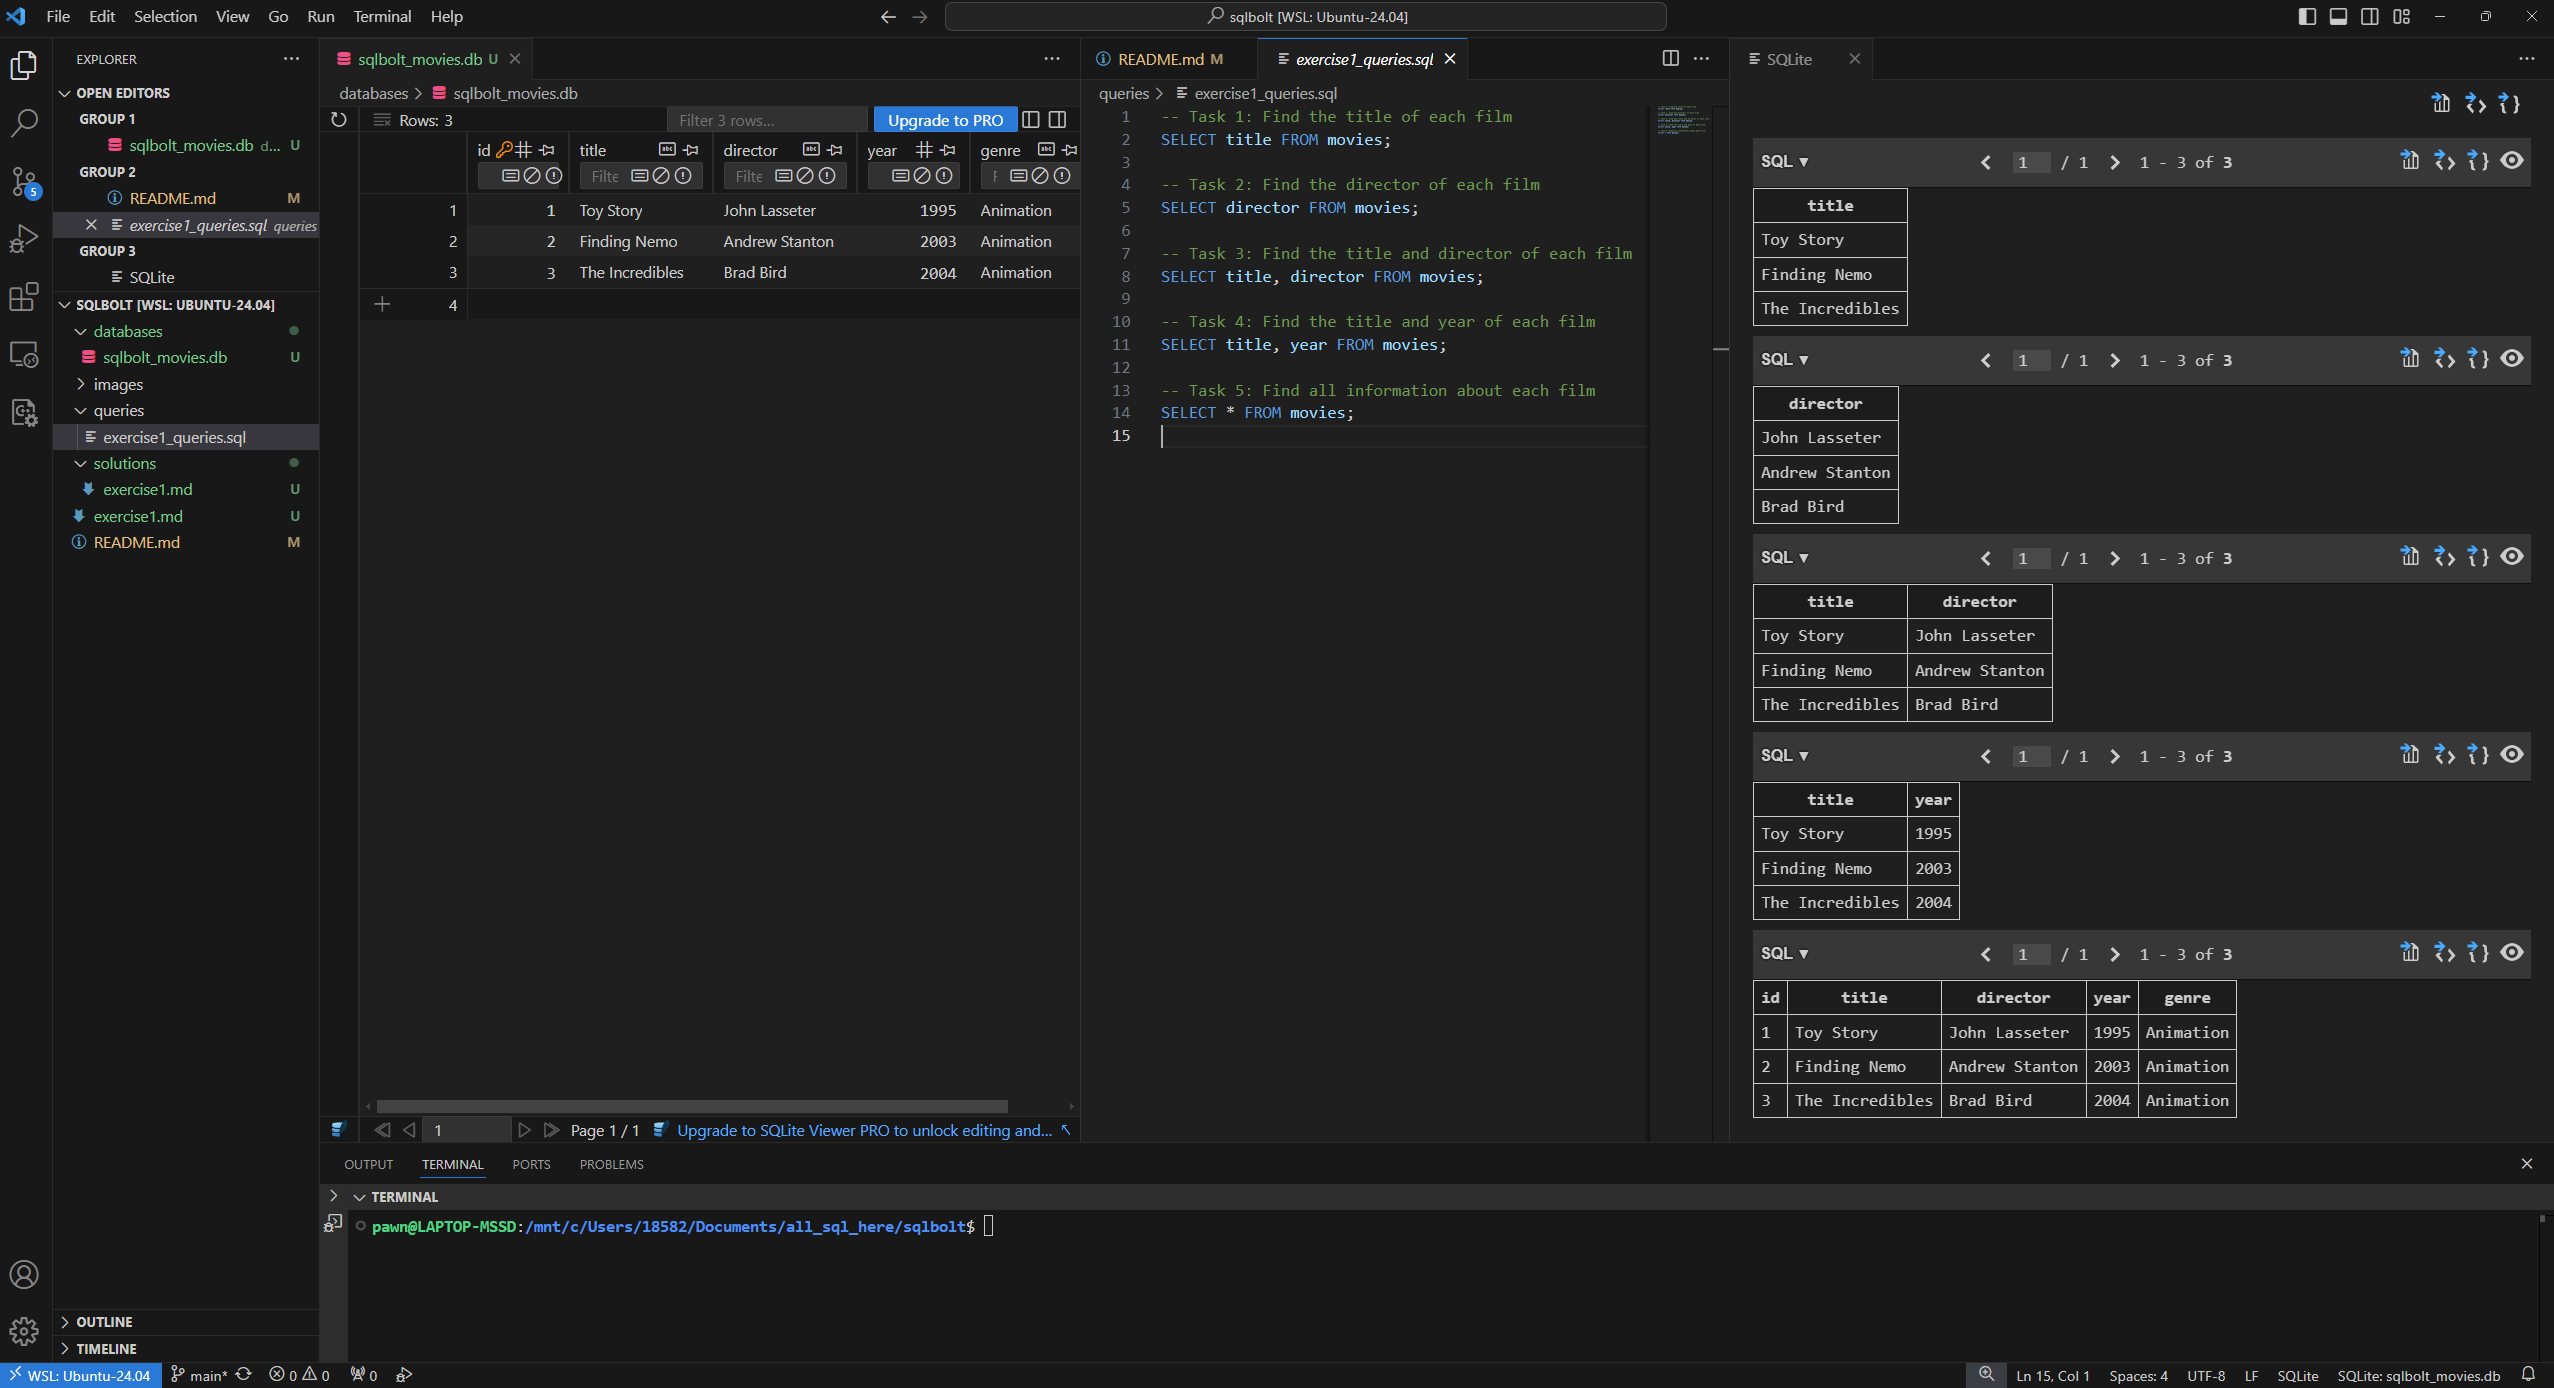 File Edit Selection View Go Run Terminal Help
sqlbolt [WSL: Ubuntu-24.04]
EXPLORER
OPEN EDITORS
GROUP 1
sqlbolt_movies.db d... U
GROUP 2
README.md M
exercise1_queries.sql queries
GROUP 3
SQLite
SQLBOLT [WSL: UBUNTU-24.04]
databases
sqlbolt_movies.db U
images
queries
exercise1_queries.sql
solutions
exercise1.md U
exercise1.md U
README.md M
OUTLINE
TIMELINE
5
sqlbolt_movies.db U
databases > sqlbolt_movies.db
Rows: 3 Filter 3 rows... Upgrade to PRO
id title director year genre
Filte Filte F
1 1 Toy Story John Lasseter 1995 Animation
2 2 Finding Nemo Andrew Stanton 2003 Animation
3 3 The Incredibles Brad Bird 2004 Animation
4
1 Page 1 / 1 Upgrade to SQLite Viewer PRO to unlock editing and...
README.md M exercise1_queries.sql
queries > exercise1_queries.sql
1 -- Task 1: Find the title of each film
2 SELECT title FROM movies;
3
4 -- Task 2: Find the director of each film
5 SELECT director FROM movies;
6
7 -- Task 3: Find the title and director of each film
8 SELECT title, director FROM movies;
9
10 -- Task 4: Find the title and year of each film
11 SELECT title, year FROM movies;
12
13 -- Task 5: Find all information about each film
14 SELECT * FROM movies;
15
SQLite
SQL ▼ 1 / 1 1 - 3 of 3
title
Toy Story
Finding Nemo
The Incredibles
SQL ▼ 1 / 1 1 - 3 of 3
director
John Lasseter
Andrew Stanton
Brad Bird
SQL ▼ 1 / 1 1 - 3 of 3
title director
Toy Story John Lasseter
Finding Nemo Andrew Stanton
The Incredibles Brad Bird
SQL ▼ 1 / 1 1 - 3 of 3
title year
Toy Story 1995
Finding Nemo 2003
The Incredibles 2004
SQL ▼ 1 / 1 1 - 3 of 3
id title director year genre
1 Toy Story John Lasseter 1995 Animation
2 Finding Nemo Andrew Stanton 2003 Animation
3 The Incredibles Brad Bird 2004 Animation
OUTPUT TERMINAL PORTS PROBLEMS
TERMINAL
pawn@LAPTOP-MSSD:/mnt/c/Users/18582/Documents/all_sql_here/sqlbolt$
WSL: Ubuntu-24.04 main* 0 0 0 Ln 15, Col 1 Spaces: 4 UTF-8 LF SQLite SQLite: sqlbolt_movies.db